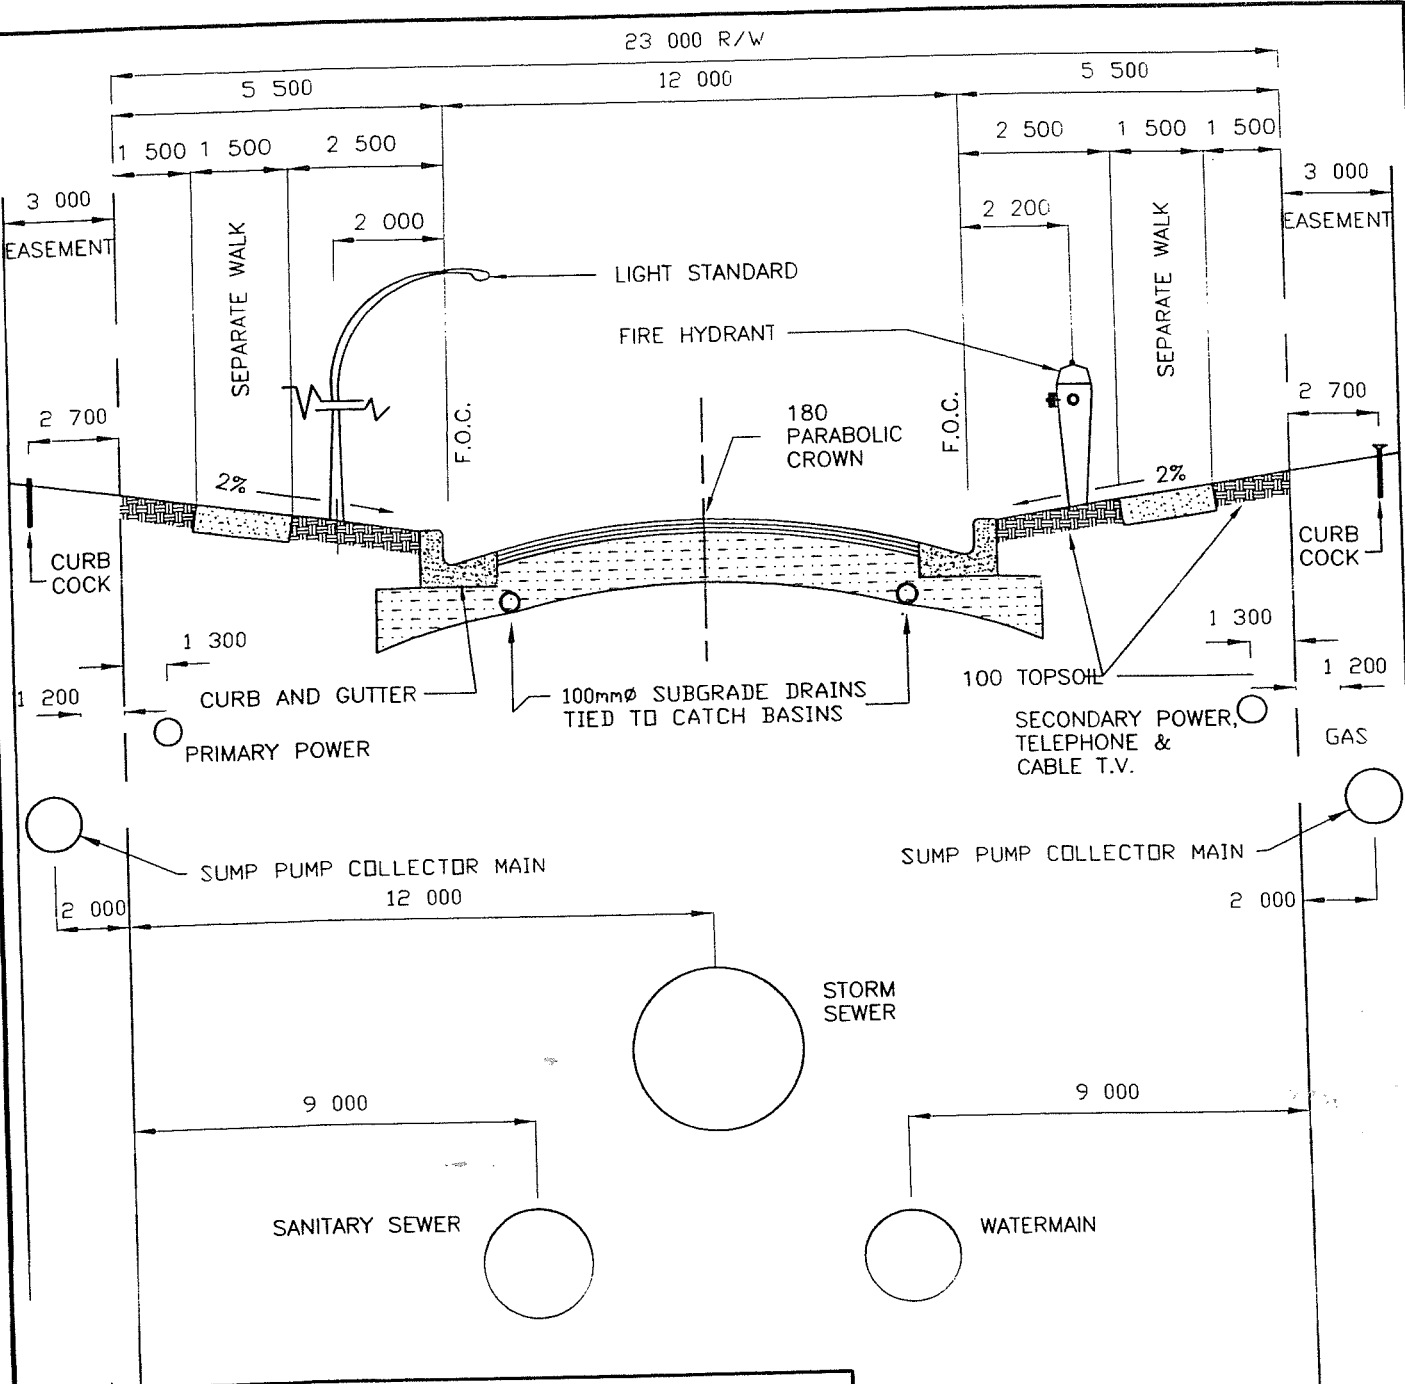 23 000 R/W
5 500
12 000
5 500
1 500
1 500
2 500
2 500
1 500
1 500
3 000
EASEMENT
3 000
EASEMENT
SEPARATE WALK
2 000
2 200
SEPARATE WALK
LIGHT STANDARD
FIRE HYDRANT
2 700
F.O.C.
180
PARABOLIC
CROWN
F.O.C.
2 700
2%
2%
CURB
COCK
CURB
COCK
1 300
1 300
1 200
CURB AND GUTTER
100mmØ SUBGRADE DRAINS
TIED TO CATCH BASINS
100 TOPSOIL
1 200
PRIMARY POWER
SECONDARY POWER,
TELEPHONE &
CABLE T.V.
GAS
SUMP PUMP COLLECTOR MAIN
SUMP PUMP COLLECTOR MAIN
2 000
12 000
2 000
STORM
SEWER
9 000
9 000
SANITARY SEWER
WATERMAIN